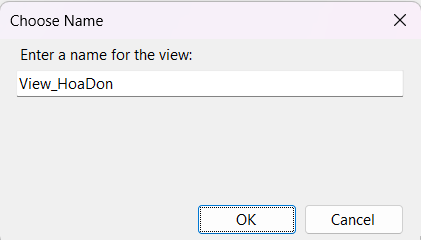 Choose Name
Enter a name for the view:
View_HoaDon
OK
Cancel